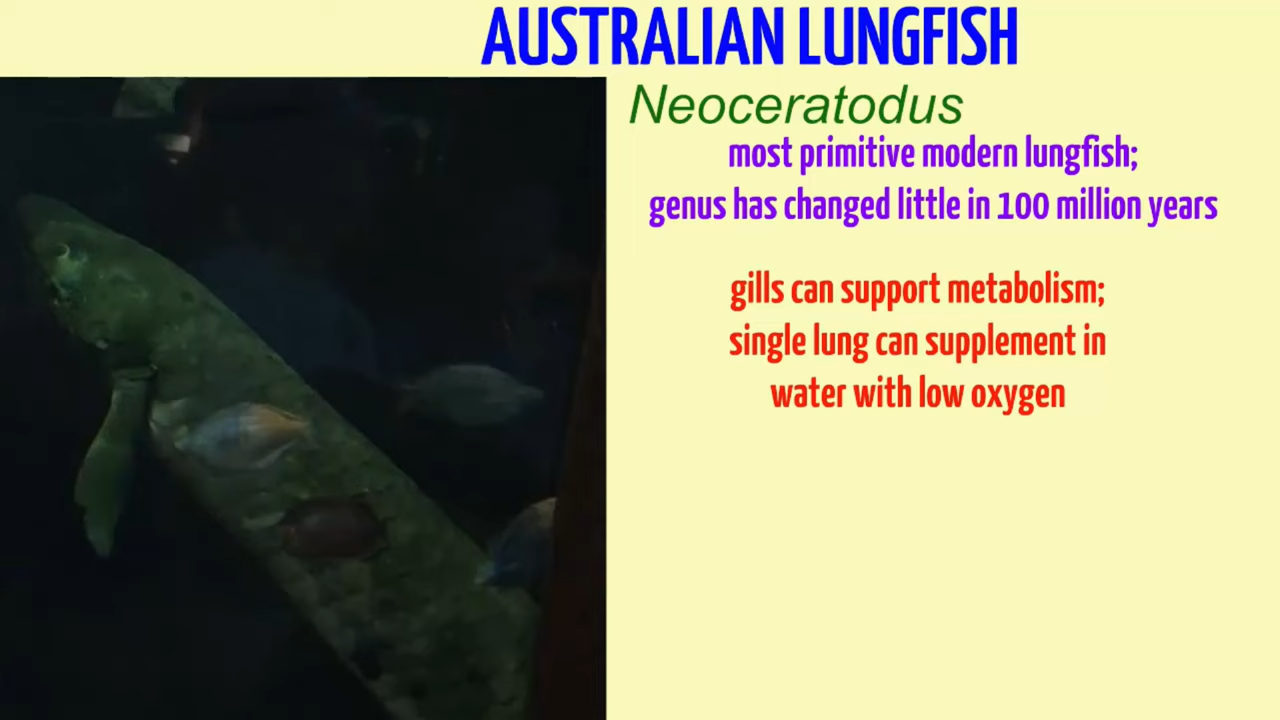 AUSTRALIAN LUNGFISH
Neoceratodus
most primitive modern lungfish;
genus has changed little in 100 million years
gills can support metabolism;
single lung can supplement in
water with low oxygen